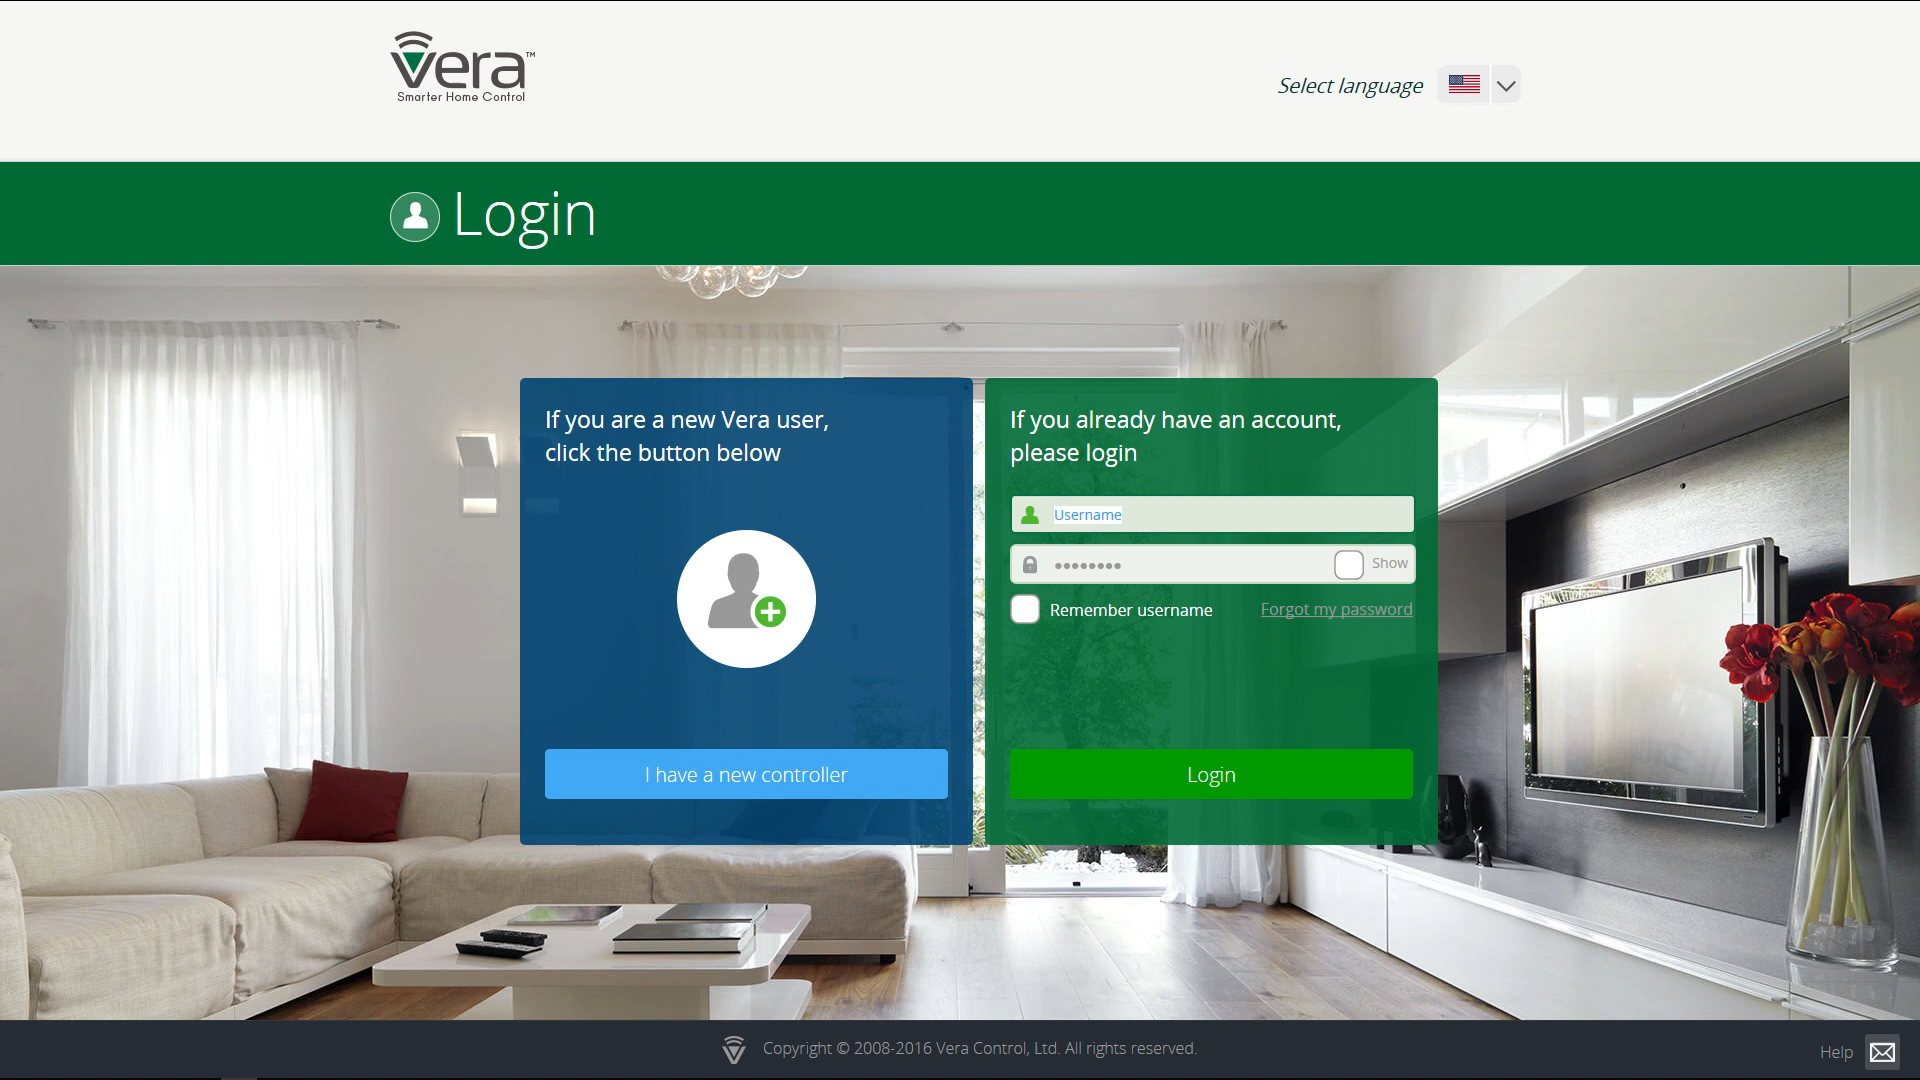 vera™
Smarter Home Control
Select language
Login
If you are a new Vera user,
click the button below
I have a new controller
If you already have an account,
please login
Username
••••••••
Show
Remember username
Forgot my password
Login
Copyright © 2008-2016 Vera Control, Ltd. All rights reserved.
Help